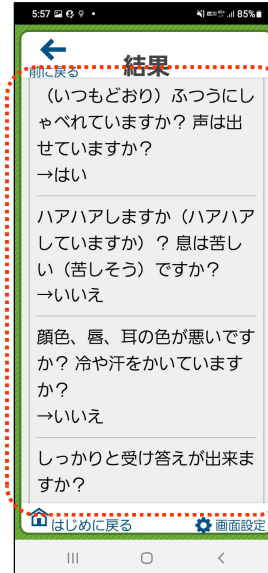 5:57
85%
前に戻る
結果
（いつもどおり）ふつうにし
ゃべれていますか？ 声は出
せていますか？
→はい
ハアハアしますか（ハアハア
していますか）？ 息は苦し
い（苦しそう）ですか？
→いいえ
顔色、唇、耳の色が悪いです
か？ 冷や汗をかいています
か？
→いいえ
しっかりと受け答えが出来ま
すか？
はじめに戻る
画面設定